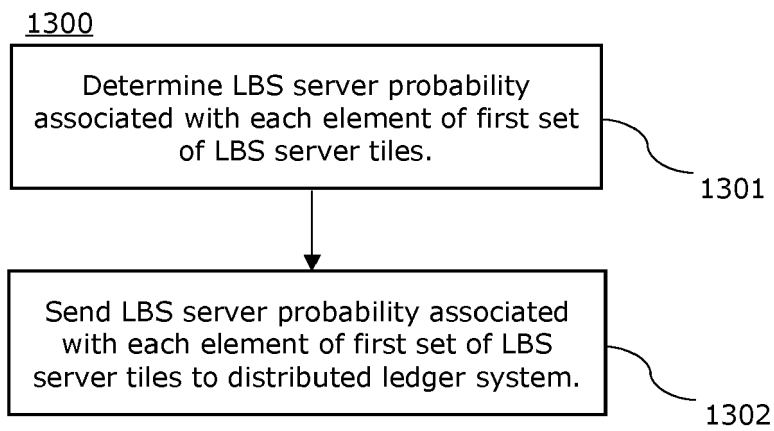 1300
Determine LBS server probability
associated with each element of first set
of LBS server tiles.
1301
Send LBS server probability associated
with each element of first set of LBS
server tiles to distributed ledger system.
1302